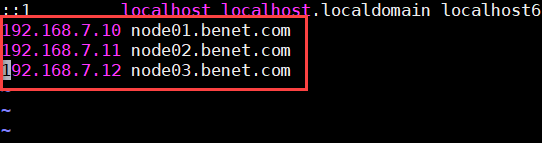 ::1         localhost localhost.localdomain localhost6
192.168.7.10 node01.benet.com
192.168.7.11 node02.benet.com
192.168.7.12 node03.benet.com
~
~
~